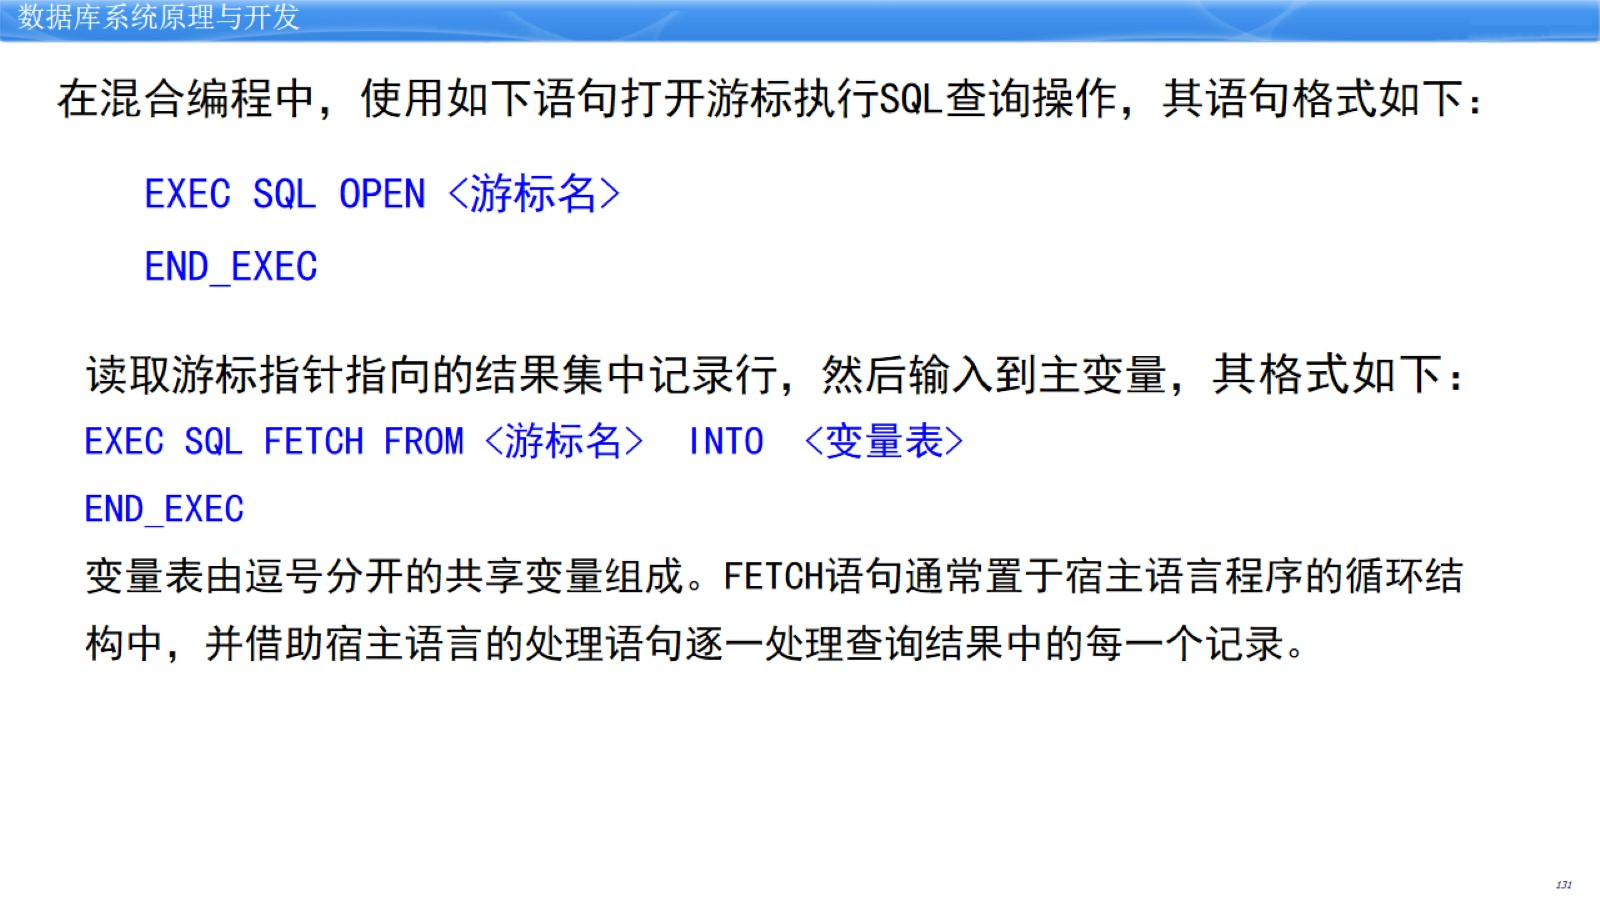 数据库系统原理与开发
在混合编程中，使用如下语句打开游标执行SQL查询操作，其语句格式如下：
EXEC SQL OPEN <游标名>
END_EXEC
读取游标指针指向的结果集中记录行，然后输入到主变量，其格式如下：
EXEC SQL FETCH FROM <游标名> INTO <变量表>
END_EXEC
变量表由逗号分开的共享变量组成。FETCH语句通常置于宿主语言程序的循环结
构中，并借助宿主语言的处理语句逐一处理查询结果中的每一个记录。
131